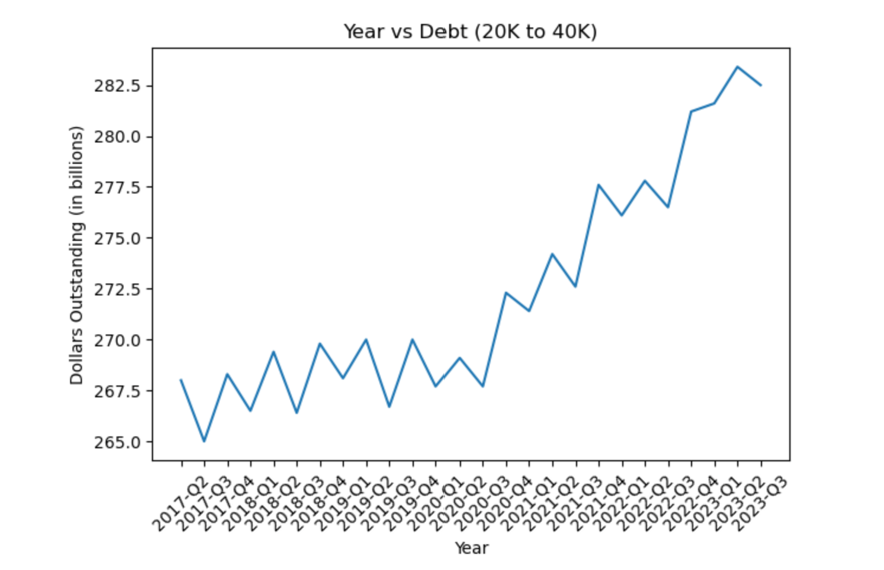 Year vs Debt (20K to 40K)
Dollars Outstanding (in billions)
282.5
280.0
277.5
275.0
272.5
270.0
267.5
265.0
2017-Q2
2017-Q3
2017-Q4
2018-Q1
2018-Q2
2018-Q3
2018-Q4
2019-Q1
2019-Q2
2019-Q3
2019-Q4
2020-Q1
2020-Q2
2020-Q3
2020-Q4
2021-Q1
2021-Q2
2021-Q3
2021-Q4
2022-Q1
2022-Q2
2022-Q3
2022-Q4
2023-Q1
2023-Q2
2023-Q3
Year